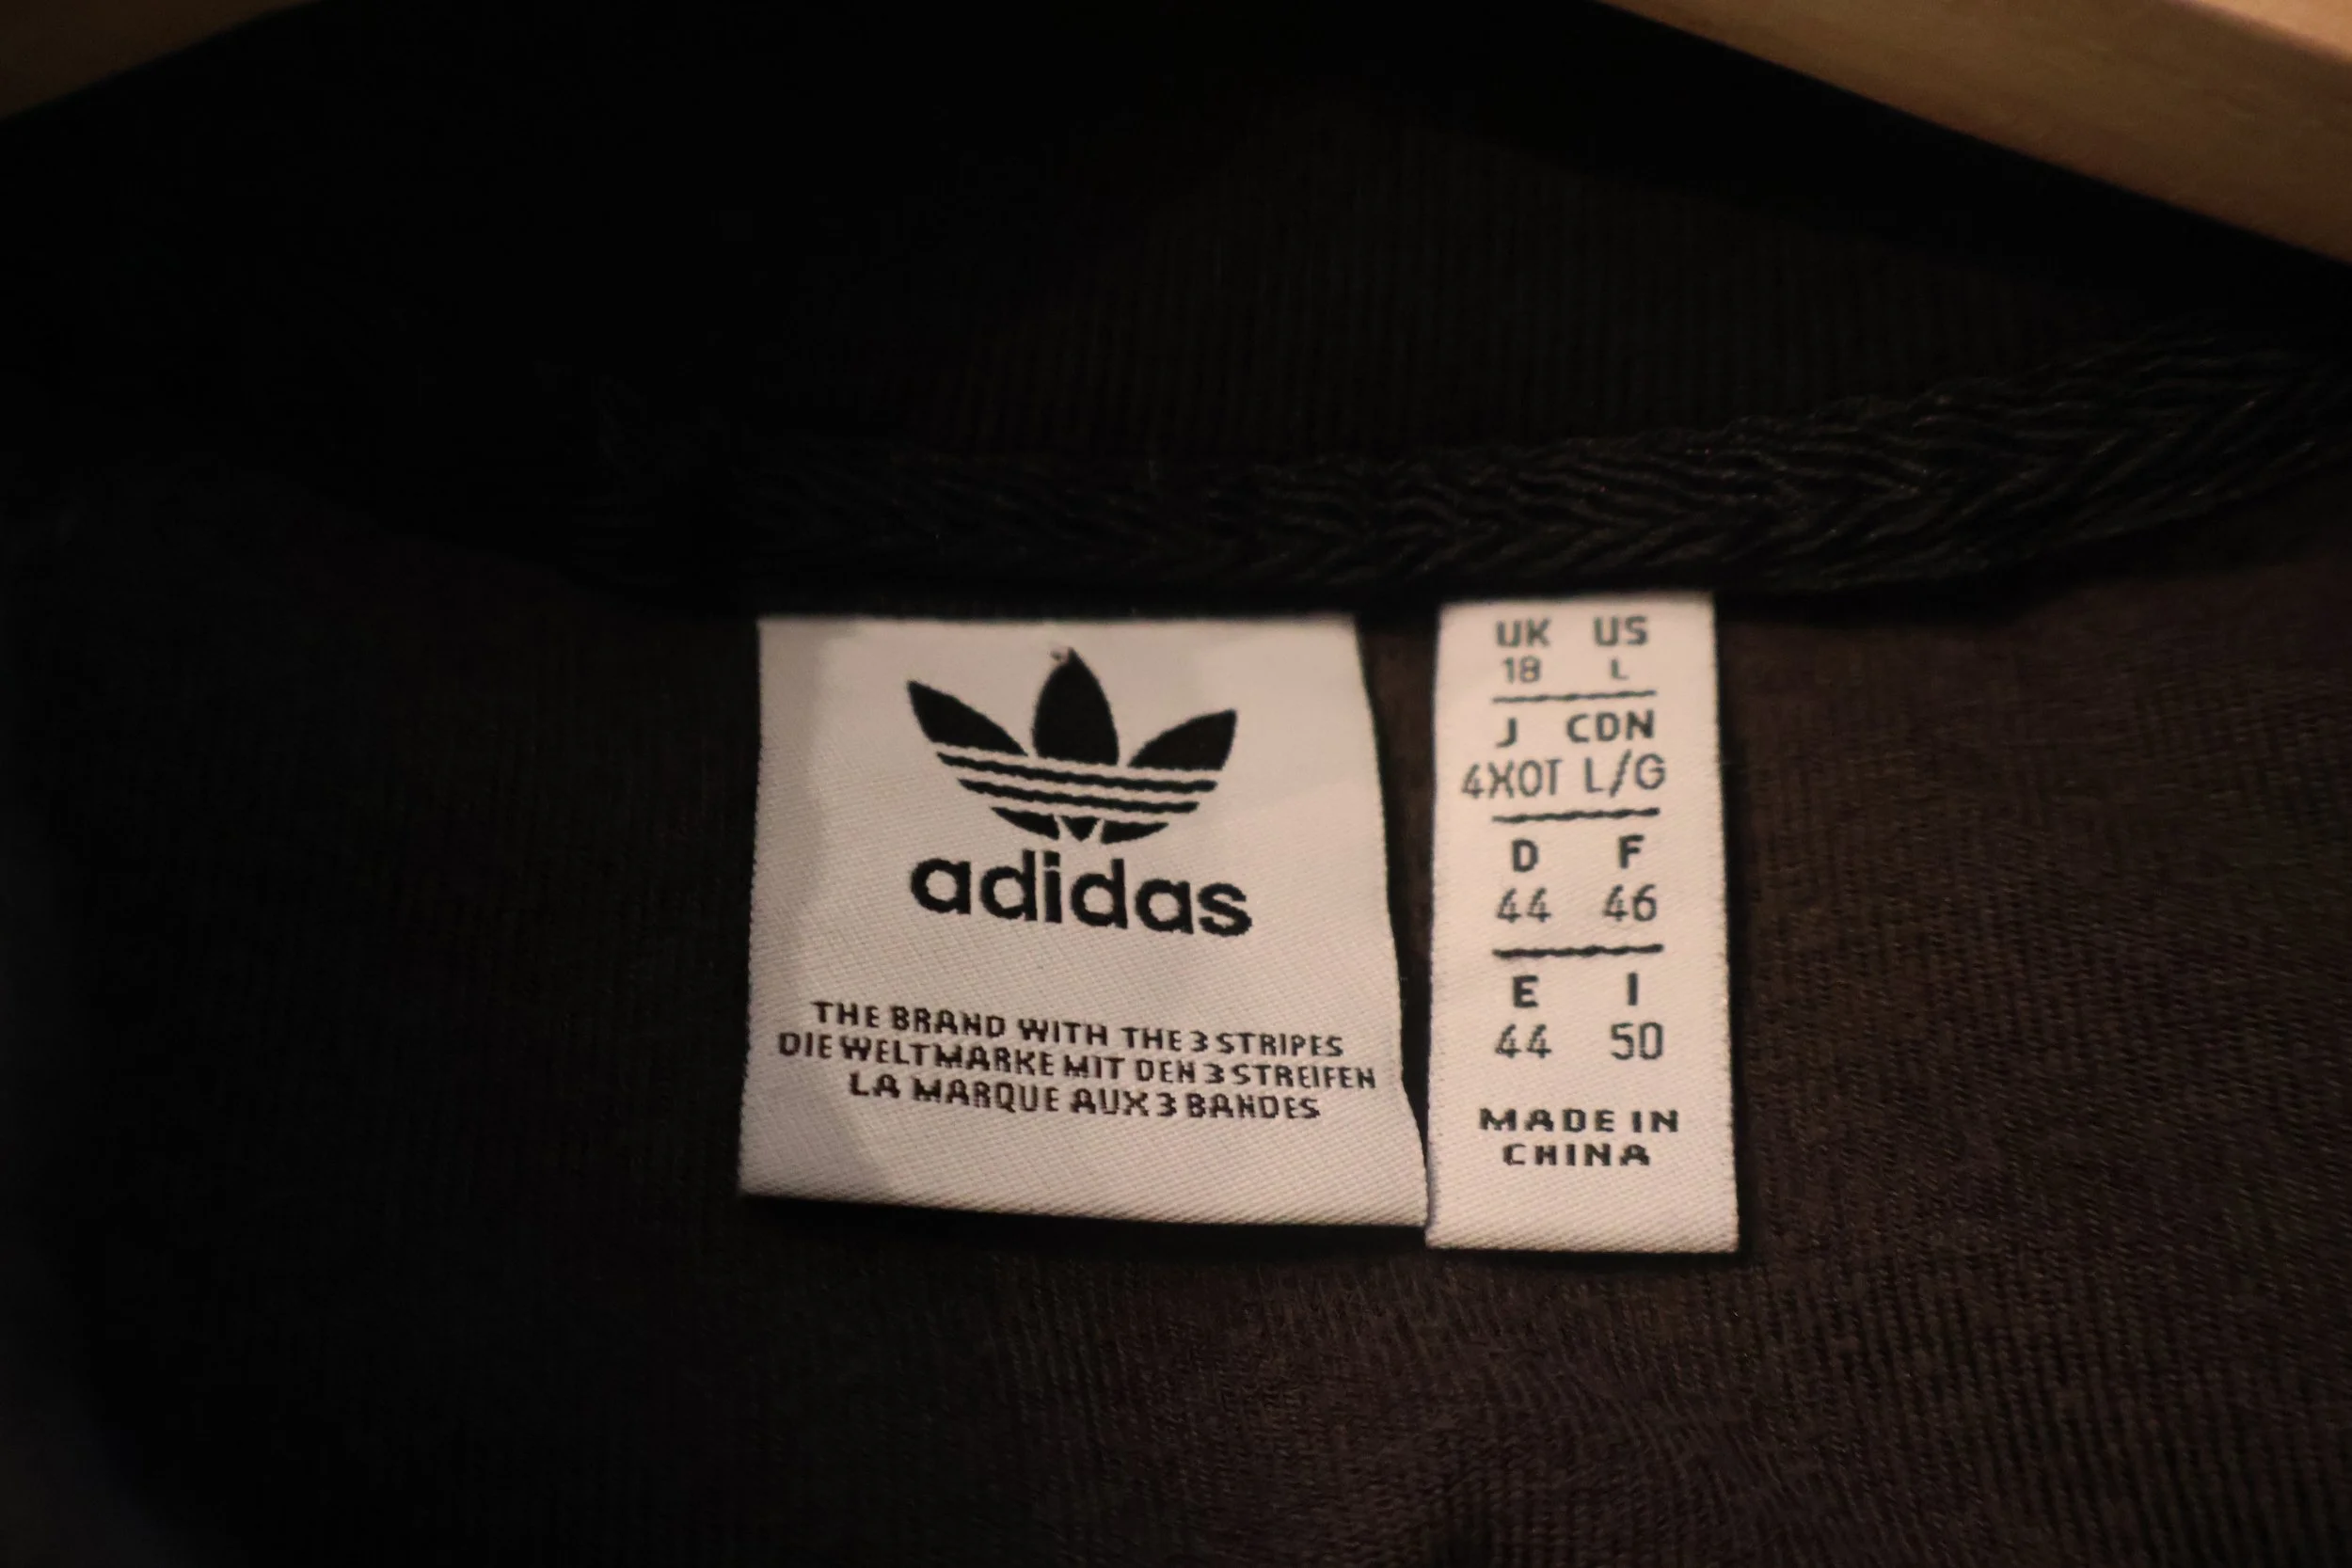 adidas
THE BRAND WITH THE 3 STRIPES
DIE WELTMARKE MIT DEN 3 STREIFEN
LA MARQUE AUX 3 BANDES
UK US
18 L
J CDN
4XOT L/G
D F
44 46
E I
44 50
MADE IN
CHINA